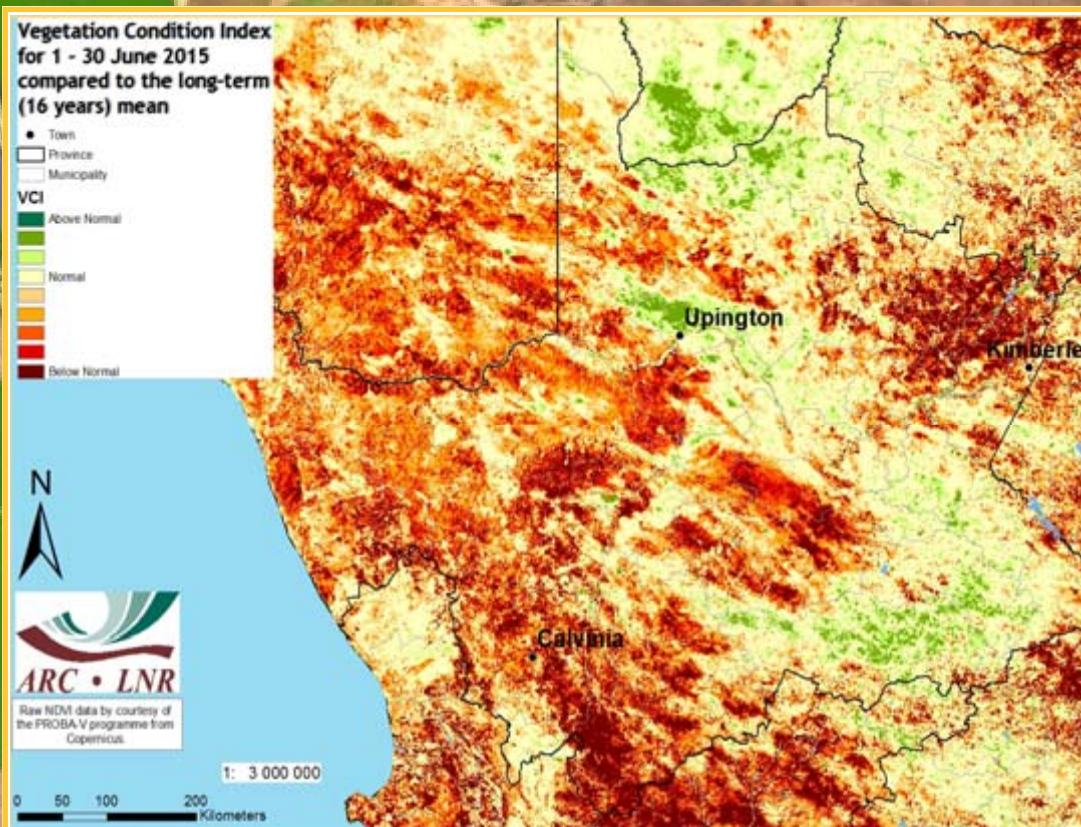 Vegetation Condition Index
for 1 - 30 June 2015
compared to the long-term
(16 years) mean
Town
Province
Municipality
VCI
Above Normal
Normal
Below Normal
Upington
Kimberle
Calvinia
N
ARC • LNR
Raw NDVI data by courtesy of
the PROBA-V programme from
Copernicus.
1: 3 000 000
0 50 100 200
Kilometers